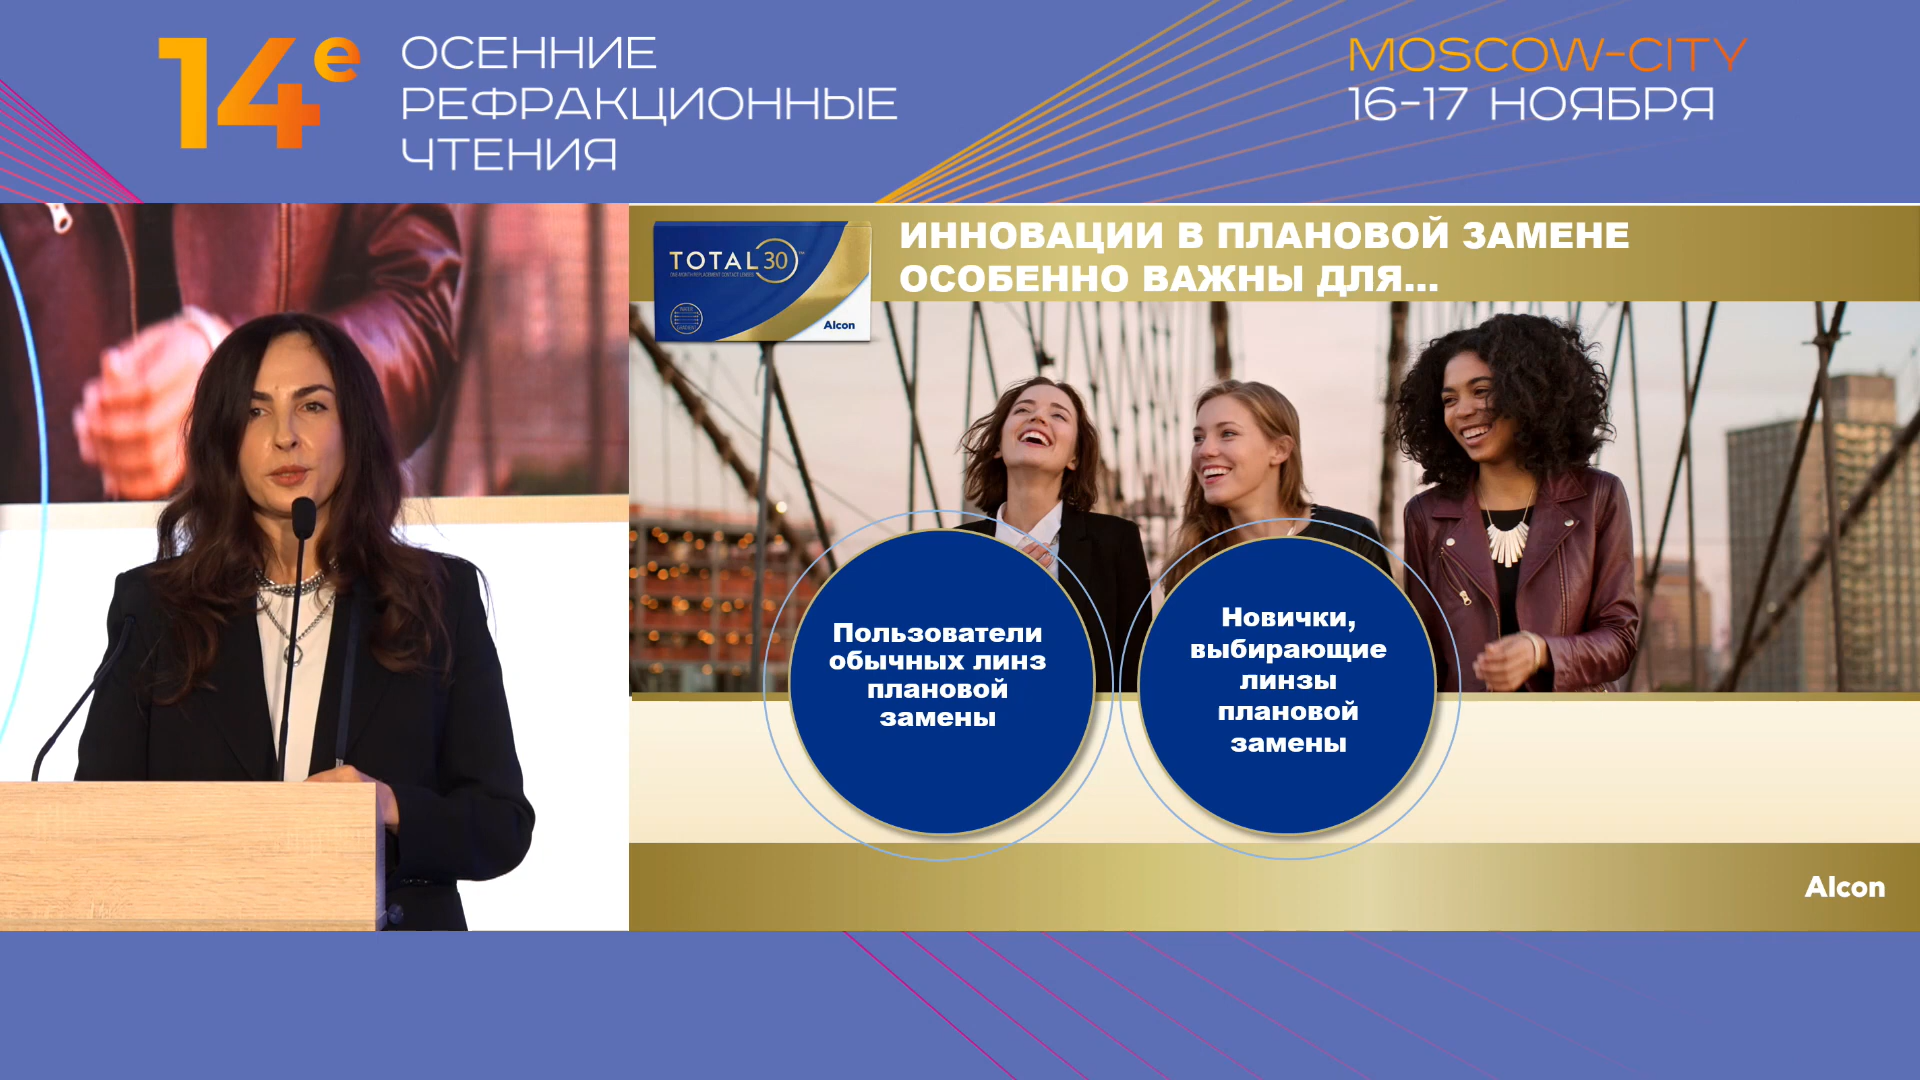 14е
ОСЕННИЕ
РЕФРАКЦИОННЫЕ
ЧТЕНИЯ
MOSCOW-CITY
16-17 НОЯБРЯ
TOTAL30™
Alcon
ИННОВАЦИИ В ПЛАНОВОЙ ЗАМЕНЕ
ОСОБЕННО ВАЖНЫ ДЛЯ...
Пользователи
обычных линз
плановой
замены
Новички,
выбирающие
линзы
плановой
замены
Alcon